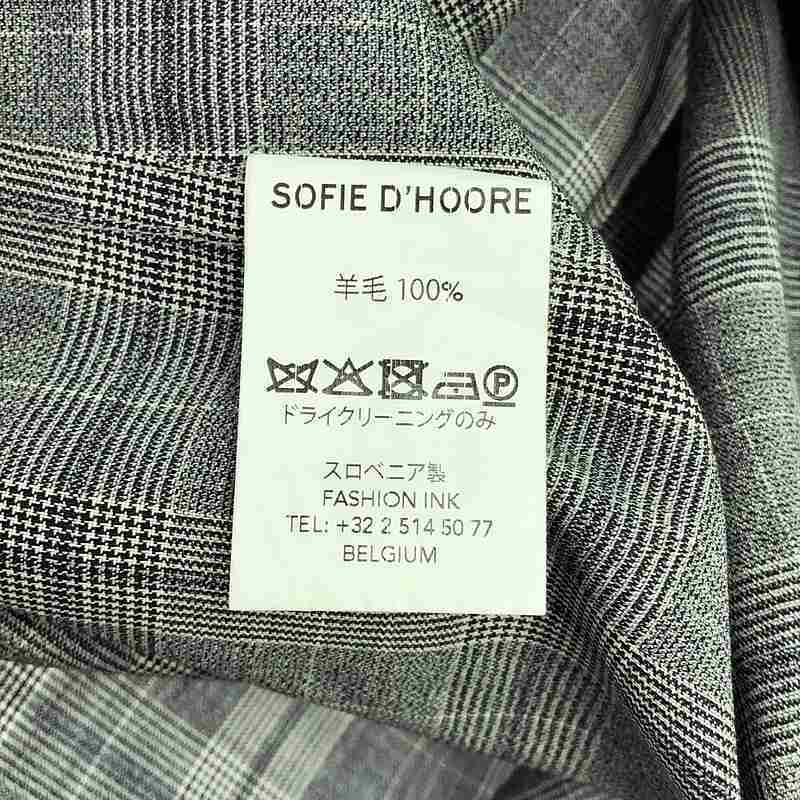 SOFIE D'HOORE
羊毛 100%
P
ドライクリーニングのみ
スロベニア製
FASHION INK
TEL: +32 2 514 50 77
BELGIUM